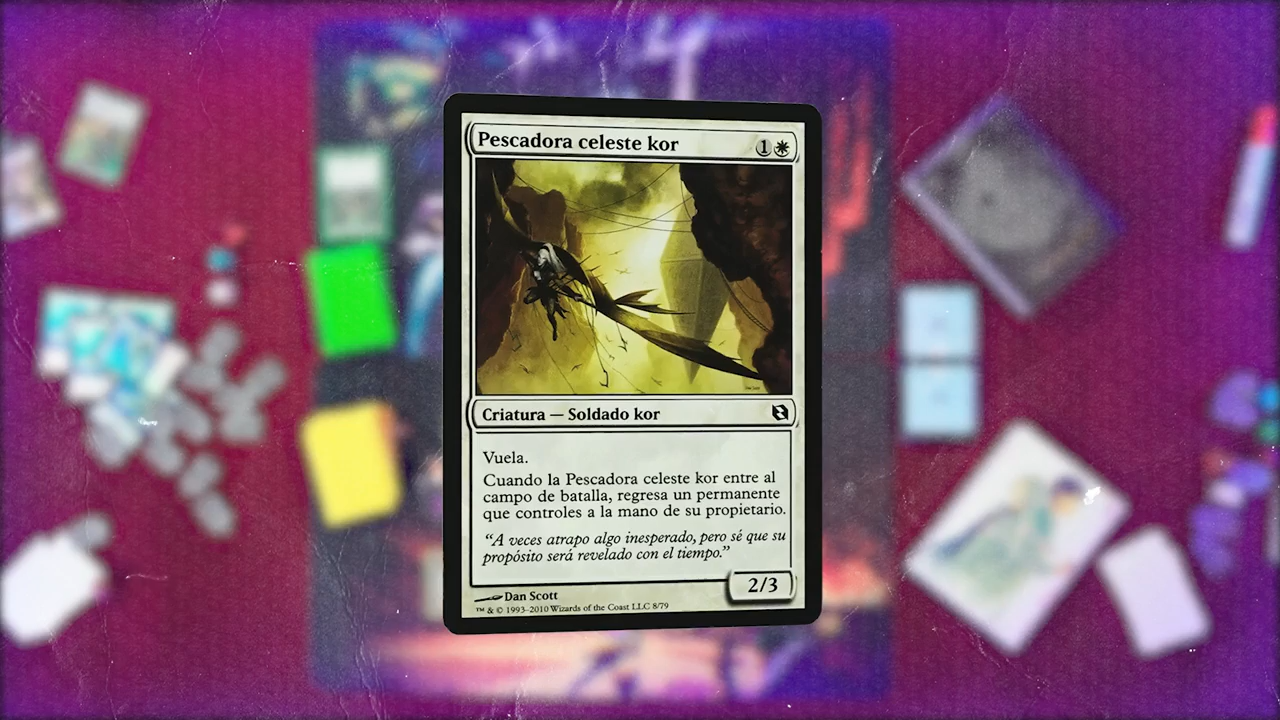 Pescadora celeste kor 1
Criatura — Soldado kor
Vuela.
Cuando la Pescadora celeste kor entre al
campo de batalla, regresa un permanente
que controles a la mano de su propietario.
“A veces atrapo algo inesperado, pero sé que su
propósito será revelado con el tiempo.”
2/3
Dan Scott
™ & © 1993–2010 Wizards of the Coast LLC 8/79